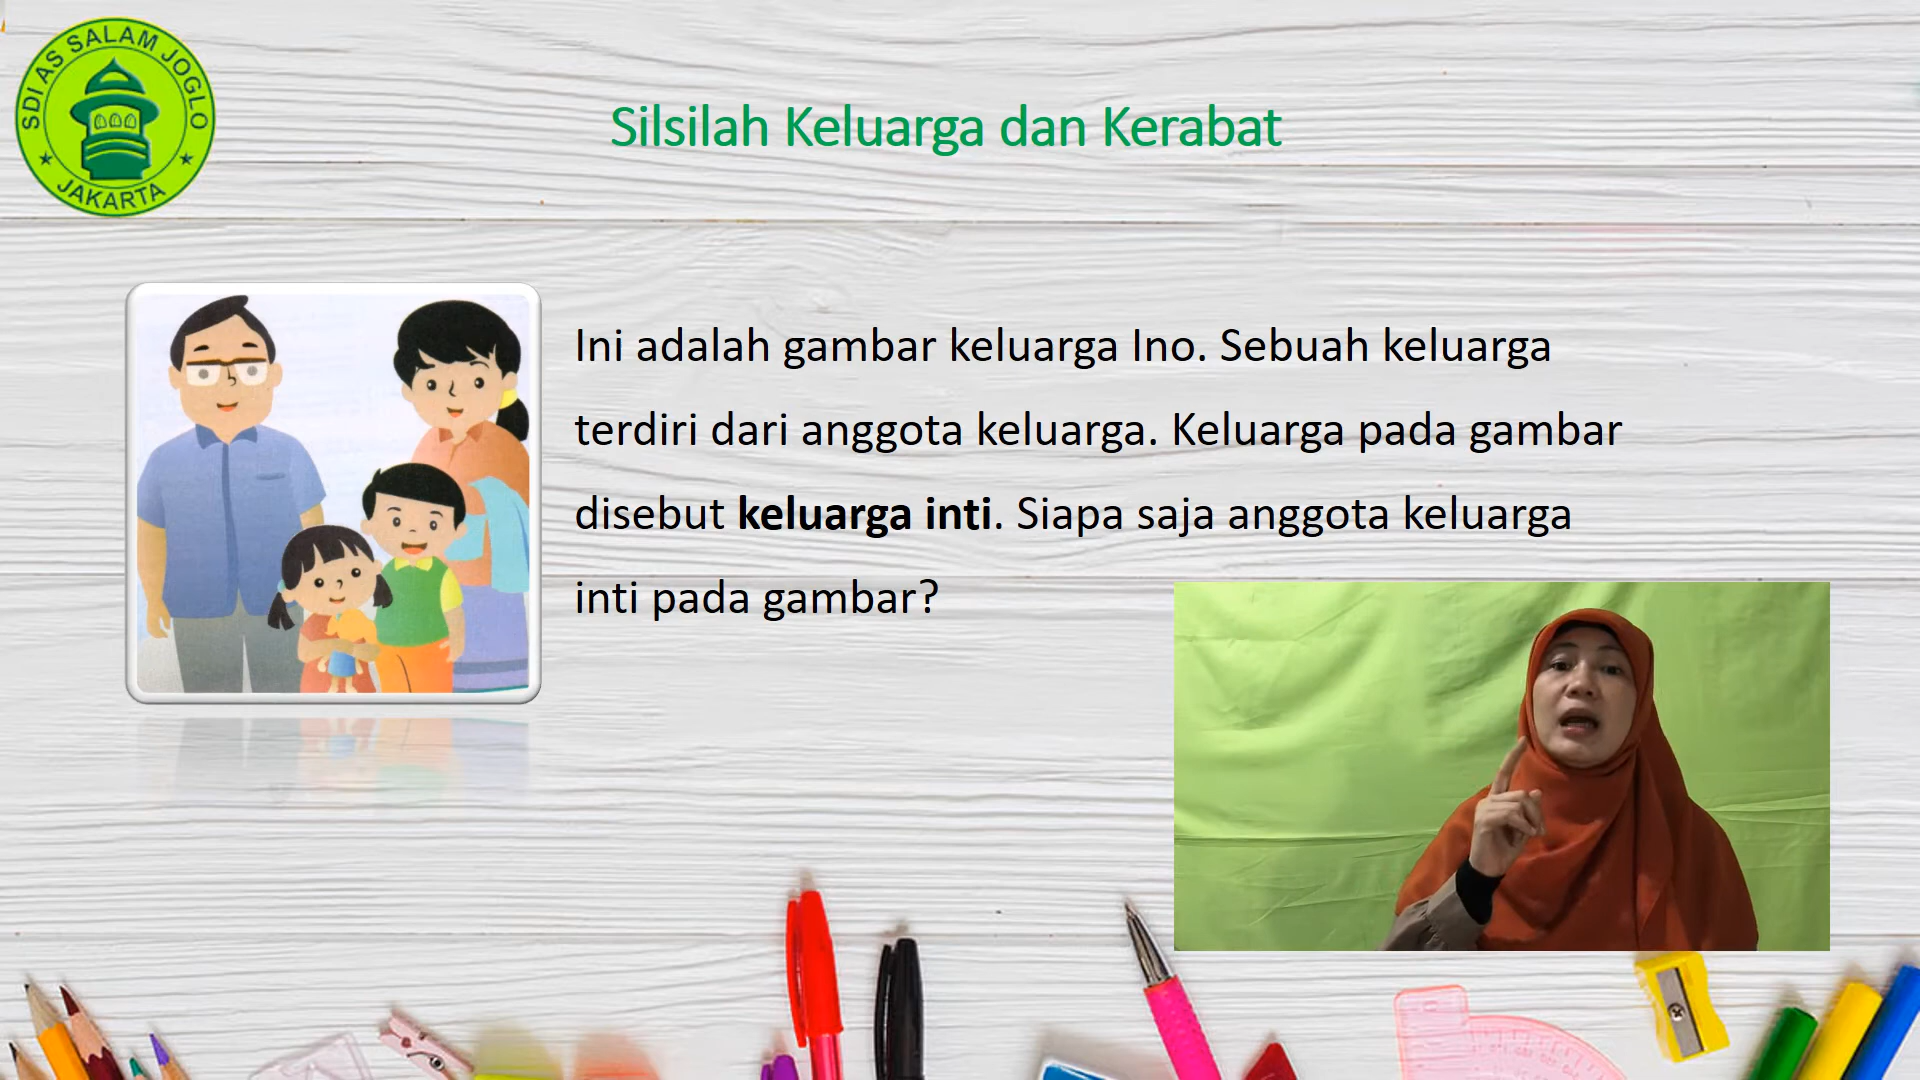 SDI AS SALAM JOGLO
JAKARTA
Silsilah Keluarga dan Kerabat
Ini adalah gambar keluarga Ino. Sebuah keluarga
terdiri dari anggota keluarga. Keluarga pada gambar
disebut keluarga inti. Siapa saja anggota keluarga
inti pada gambar?